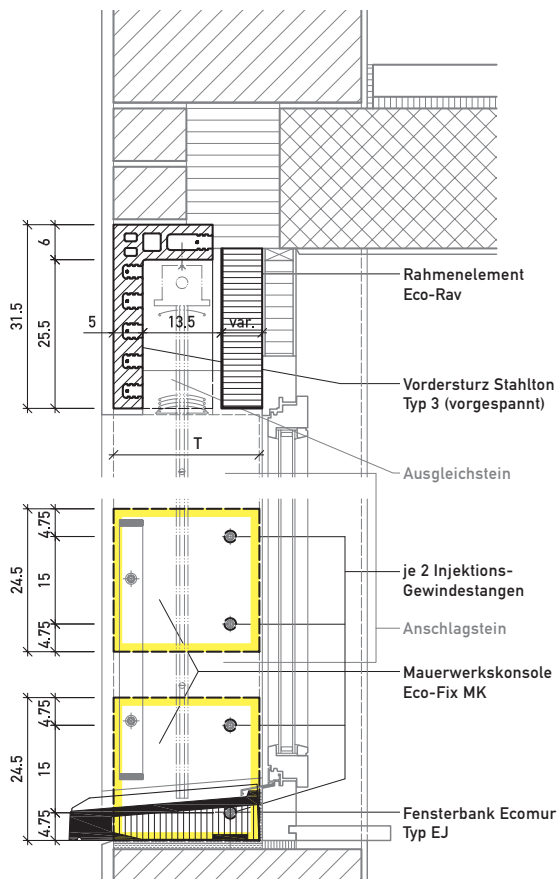 6
31.5
25.5
5
13.5
var.
Rahmenelement
Eco-Rav
Vordersturz Stahlton
Typ 3 (vorgespannt)
T
Ausgleichstein
4.75
24.5
15
4.75
je 2 Injektions-
Gewindestangen
Anschlagstein
Mauerwerkskonsole
Eco-Fix MK
4.75
24.5
15
4.75
Fensterbank Ecomur
Typ EJ